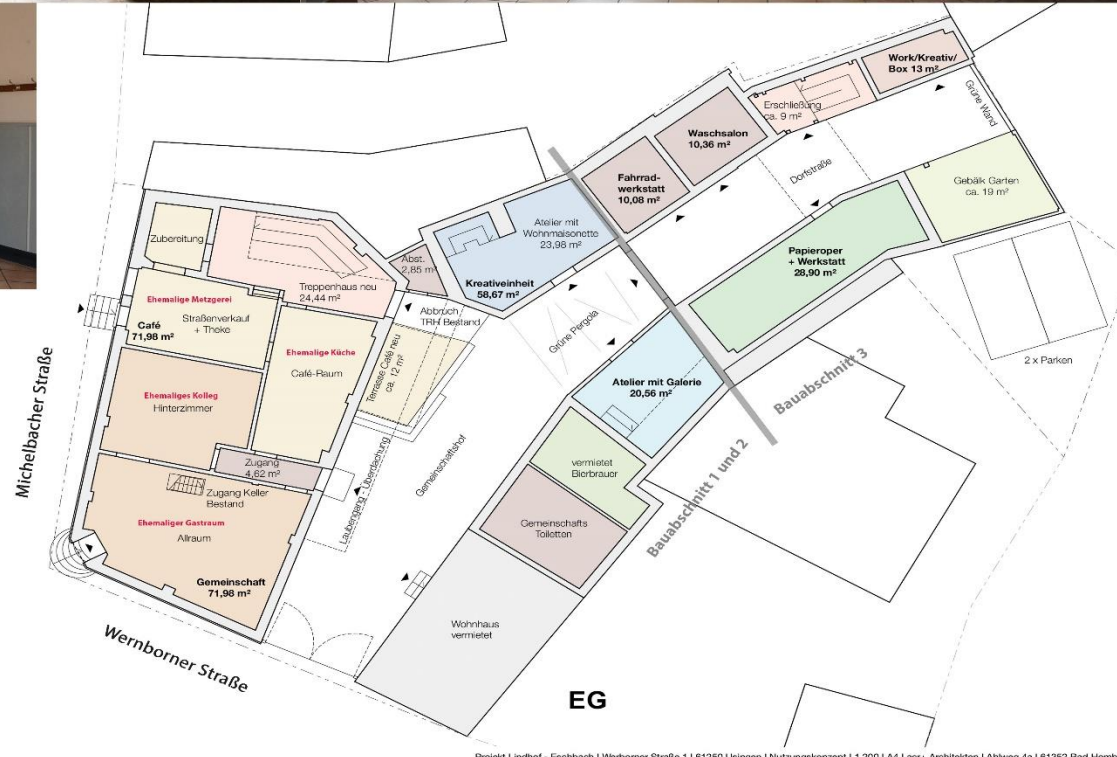 Work/Kreativ/
Box 13 m²
Erschließung
ca. 9 m²
Grüne Wand
Waschsalon
10,36 m²
Dorfstraße
Fahrrad-
werkstatt
10,08 m²
Gebälk Garten
ca. 19 m²
Zubereitung
Atelier mit
Wohnmaisonette
23,98 m²
Abst.
2,85 m²
Papieroper
+ Werkstatt
28,90 m²
Treppenhaus neu
24,44 m²
Kreativeinheit
58,67 m²
Ehemalige Metzgerei
Straßenverkauf
+ Theke
Café
71,98 m²
Abbruch
TRH Bestand
Grüne Pergola
Ehemalige Küche
Café-Raum
Terrasse Café neu
ca. 12 m²
2 x Parken
Michelbacher Straße
Ehemaliges Kolleg
Hinterzimmer
Atelier mit Galerie
20,56 m²
Bauabschnitt 3
Bauabschnitt 1 und 2
Laubengang - Überdachung
Gemeinschaftshof
Zugang
4,62 m²
vermietet
Bierbrauer
Zugang Keller
Bestand
Ehemaliger Gastraum
Allraum
Gemeinschafts
Toiletten
Gemeinschaft
71,98 m²
Wohnhaus
vermietet
Wernborner Straße
EG